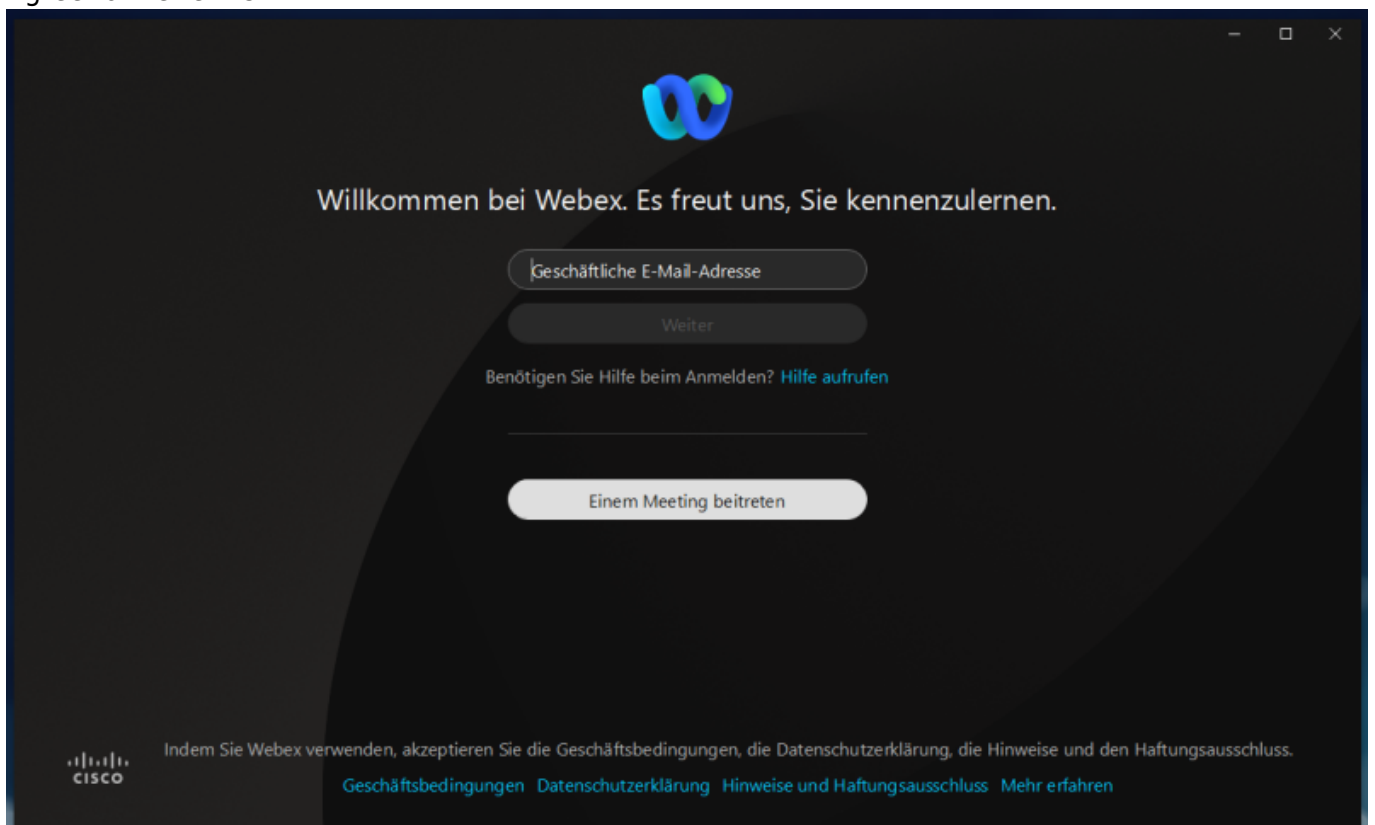 Willkommen bei Webex. Es freut uns, Sie kennenzulernen.
Geschäftliche E-Mail-Adresse
Weiter
Benötigen Sie Hilfe beim Anmelden? Hilfe aufrufen
Einem Meeting beitreten
Indem Sie Webex verwenden, akzeptieren Sie die Geschäftsbedingungen, die Datenschutzerklärung, die Hinweise und den Haftungsausschluss.
CISCO
Geschäftsbedingungen Datenschutzerklärung Hinweise und Haftungsausschluss Mehr erfahren